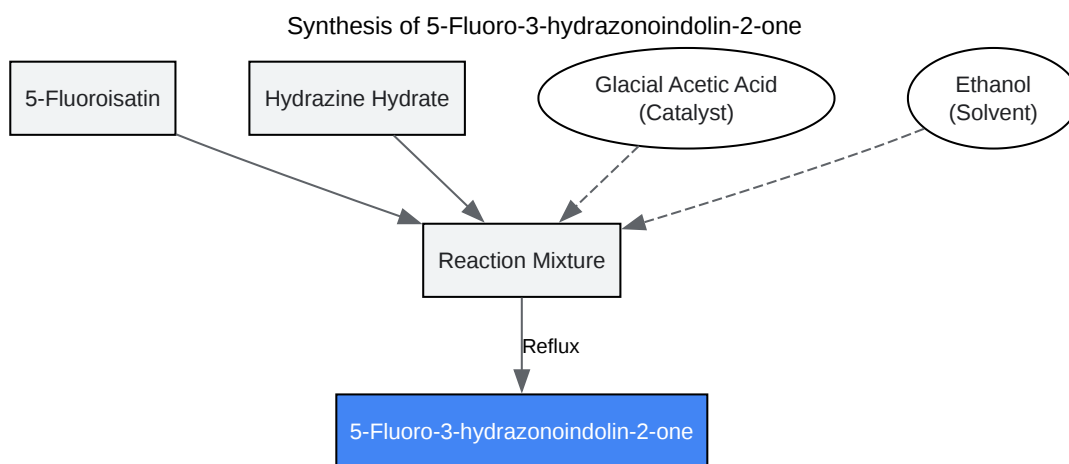 Synthesis of 5-Fluoro-3-hydrazonoindolin-2-one
5-Fluoroisatin
Hydrazine Hydrate
Glacial Acetic Acid
(Catalyst)
Ethanol
(Solvent)
Reaction Mixture
Reflux
5-Fluoro-3-hydrazonoindolin-2-one